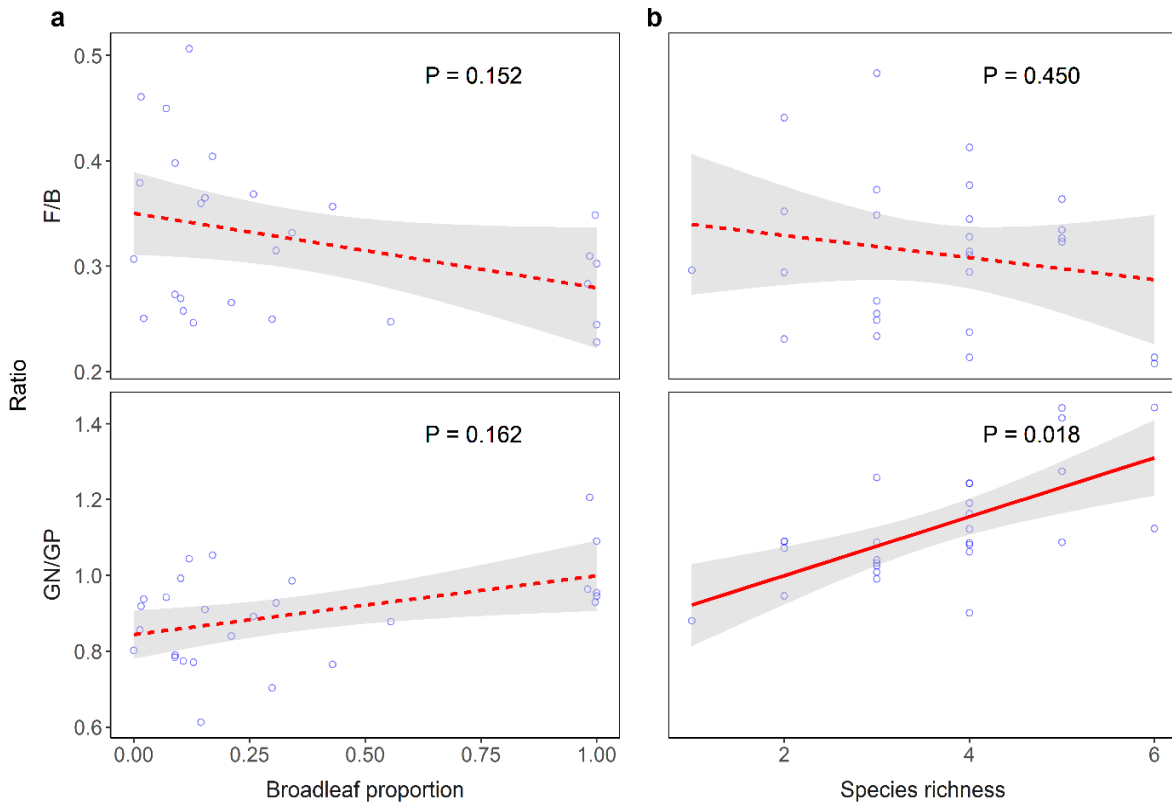 a
b
Ratio
F/B
0.5
0.4
0.3
0.2
P = 0.152
P = 0.450
GN/GP
1.4
1.2
1.0
0.8
0.6
P = 0.162
P = 0.018
0.00 0.25 0.50 0.75 1.00
2 4 6
Broadleaf proportion
Species richness